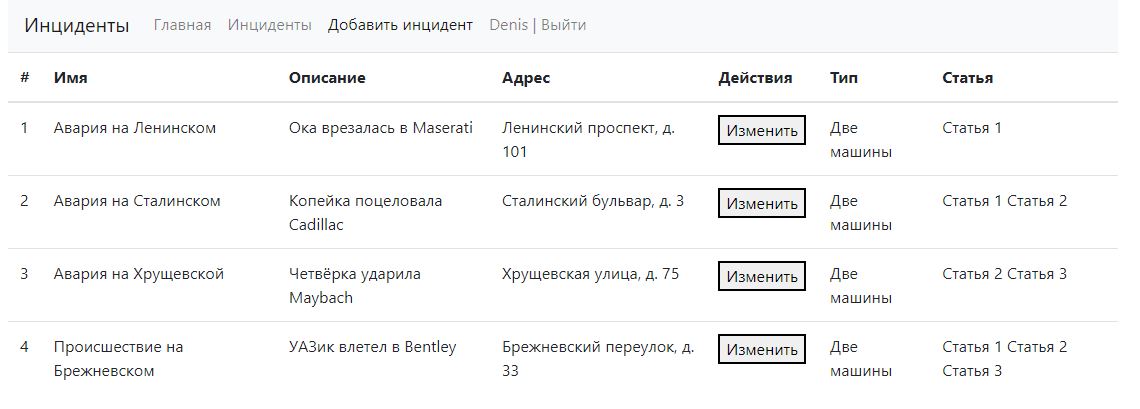 Инциденты Главная Инциденты Добавить инцидент Denis | Выйти
# Имя Описание Адрес Действия Тип Статья
1 Авария на Ленинском Ока врезалась в Maserati Ленинский проспект, д. 101 Изменить Две машины Статья 1
2 Авария на Сталинском Копейка поцеловала Cadillac Сталинский бульвар, д. 3 Изменить Две машины Статья 1 Статья 2
3 Авария на Хрущевской Четвёрка ударила Maybach Хрущевская улица, д. 75 Изменить Две машины Статья 2 Статья 3
4 Происшествие на Брежневском УАЗик влетел в Bentley Брежневский переулок, д. 33 Изменить Две машины Статья 1 Статья 2 Статья 3